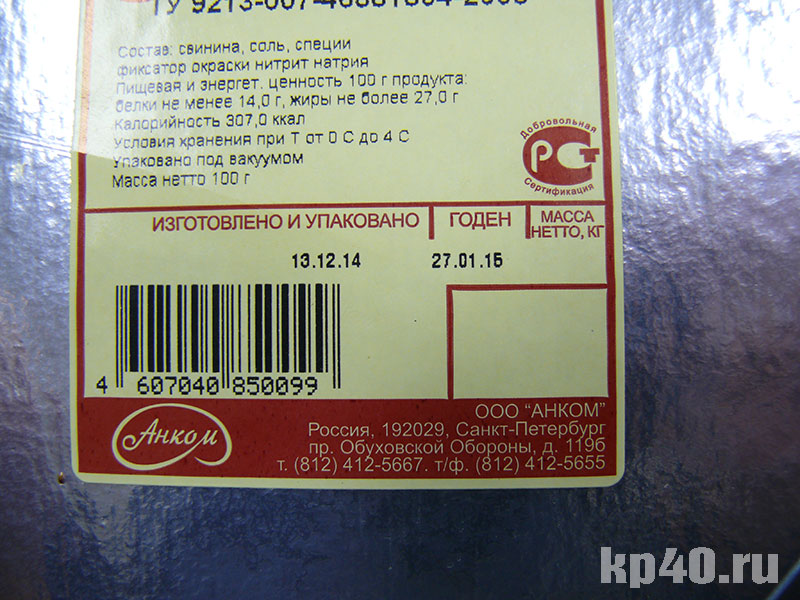 Состав: свинина, соль, специи
фиксатор окраски нитрит натрия
Пищевая и энергет. ценность 100 г продукта:
белки не менее 14,0 г, жиры не более 27,0 г
Калорийность 307,0 ккал
Условия хранения при Т от 0 С до 4 С
Упаковано под вакуумом
Масса нетто 100 г
Добровольная
РСТ
Сертификация
ИЗГОТОВЛЕНО И УПАКОВАНО
ГОДЕН
МАССА
НЕТТО, КГ
13.12.14
27.01.15
4 607040 850099
Анком
ООО "АНКОМ"
Россия, 192029, Санкт-Петербург
пр. Обуховской Обороны, д. 119б
т. (812) 412-5667. т/ф. (812) 412-5655
kp40.ru